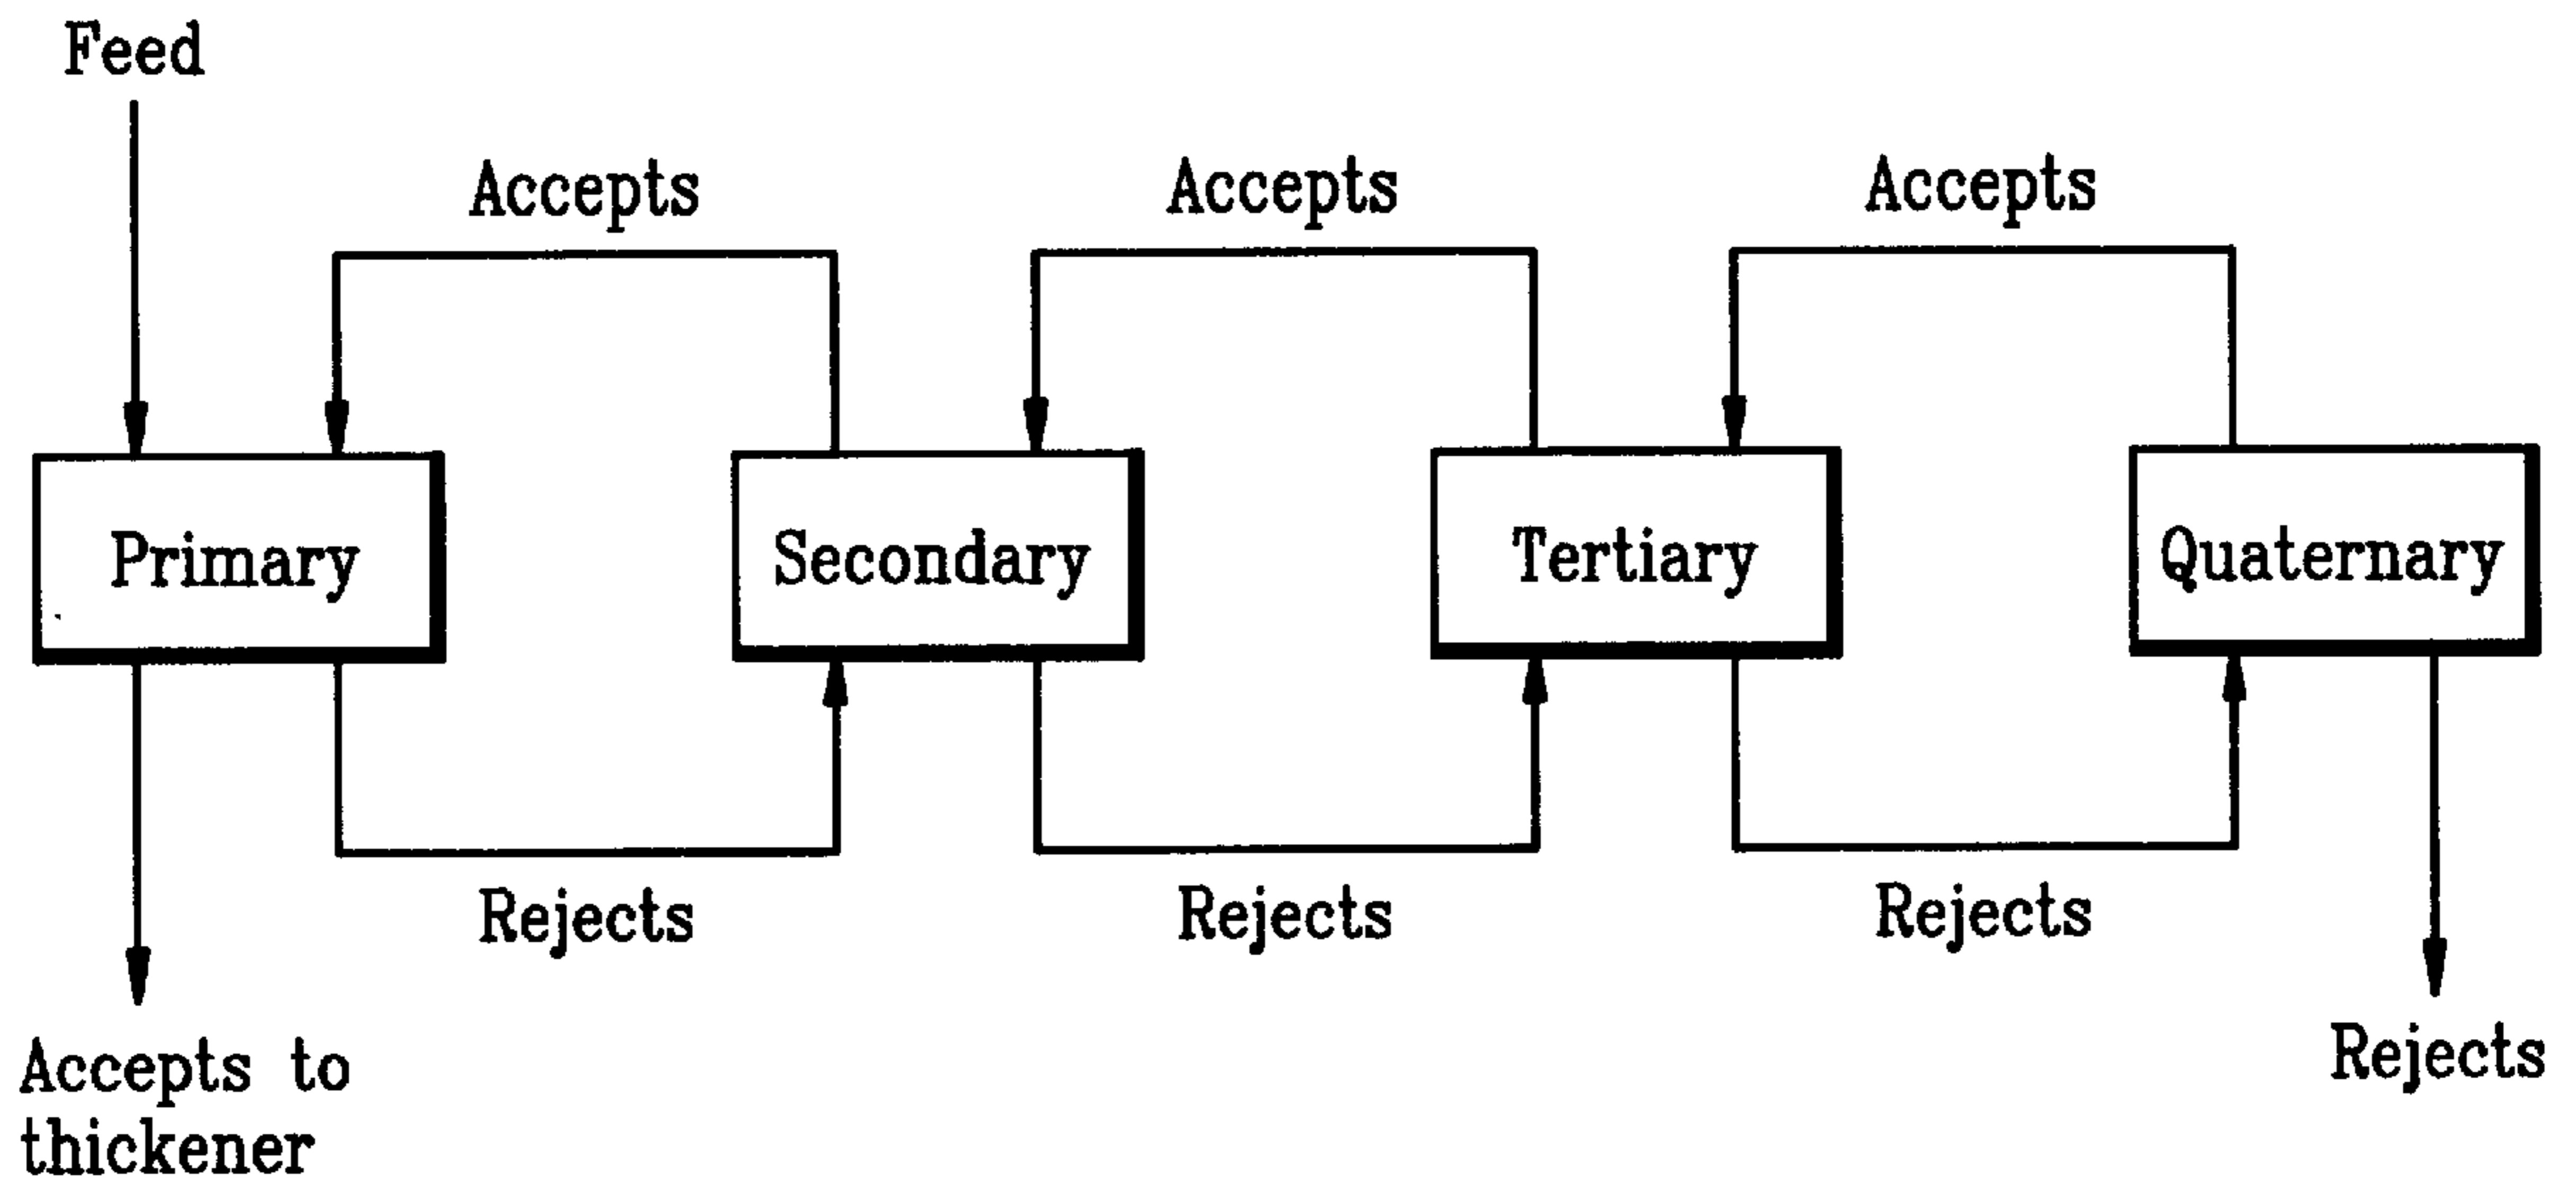 Feed
Accepts
Accepts
Accepts
Primary
Secondary
Tertiary
Quaternary
Rejects
Rejects
Rejects
Accepts to
thickener
Rejects